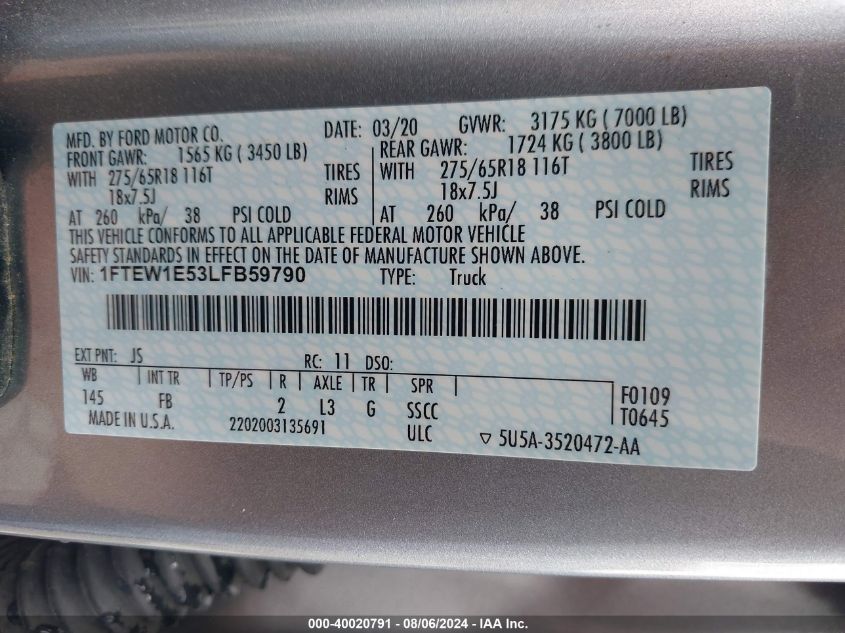 MFD. BY FORD MOTOR CO. DATE: 03/20 GVWR: 3175 KG ( 7000 LB)
FRONT GAWR: 1565 KG ( 3450 LB) REAR GAWR: 1724 KG ( 3800 LB)
WITH 275/65R18 116T TIRES WITH 275/65R18 116T TIRES
18x7.5J RIMS 18x7.5J RIMS
AT 260 kPa/ 38 PSI COLD AT 260 kPa/ 38 PSI COLD
THIS VEHICLE CONFORMS TO ALL APPLICABLE FEDERAL MOTOR VEHICLE
SAFETY STANDARDS IN EFFECT ON THE DATE OF MANUFACTURE SHOWN ABOVE.
VIN: 1FTEW1E53LFB59790 TYPE: Truck
EXT PNT: JS RC: 11 DSO:
WB INT TR TP/PS R AXLE TR SPR F0109
145 FB 2 L3 G SSCC T0645
MADE IN U.S.A. 2202003135691 ULC ▽ 5U5A-3520472-AA
000-40020791 - 08/06/2024 - IAA Inc.